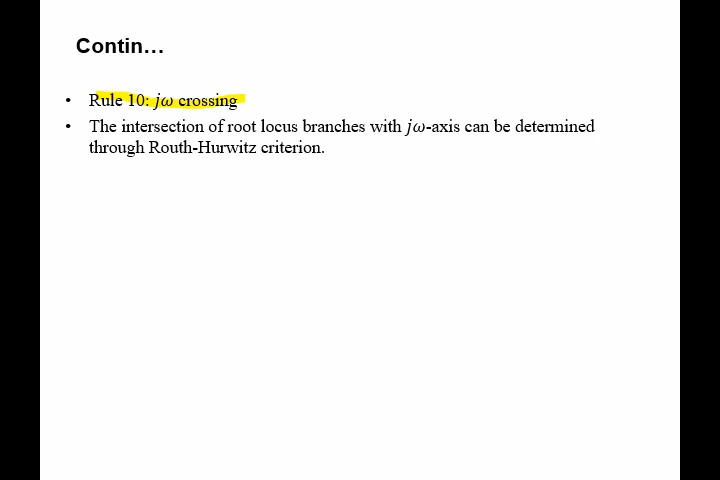 Contin…
• Rule 10: 𝑗𝜔 crossing
• The intersection of root locus branches with 𝑗𝜔-axis can be determined
through Routh-Hurwitz criterion.